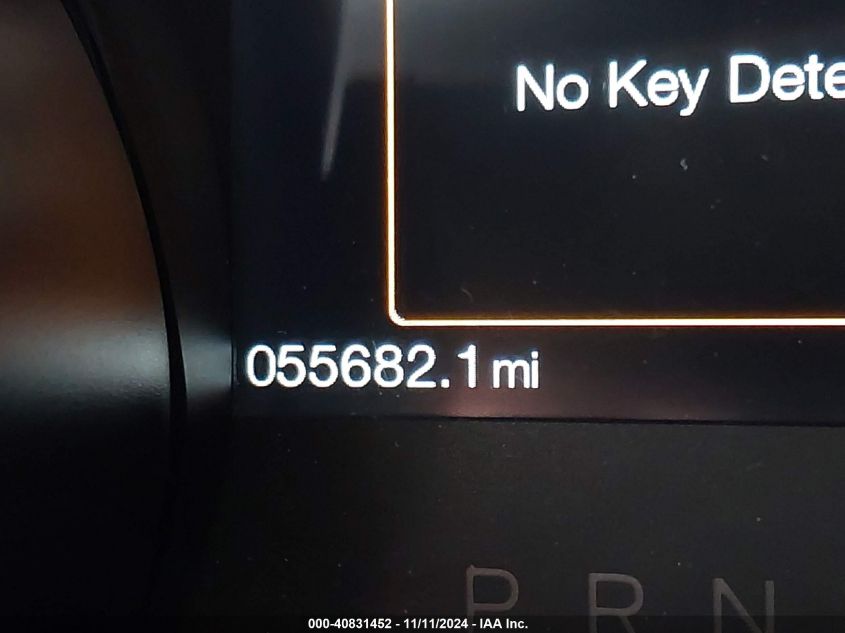 No Key Dete
055682.1 mi
P R N
000-40831452 - 11/11/2024 - IAA Inc.